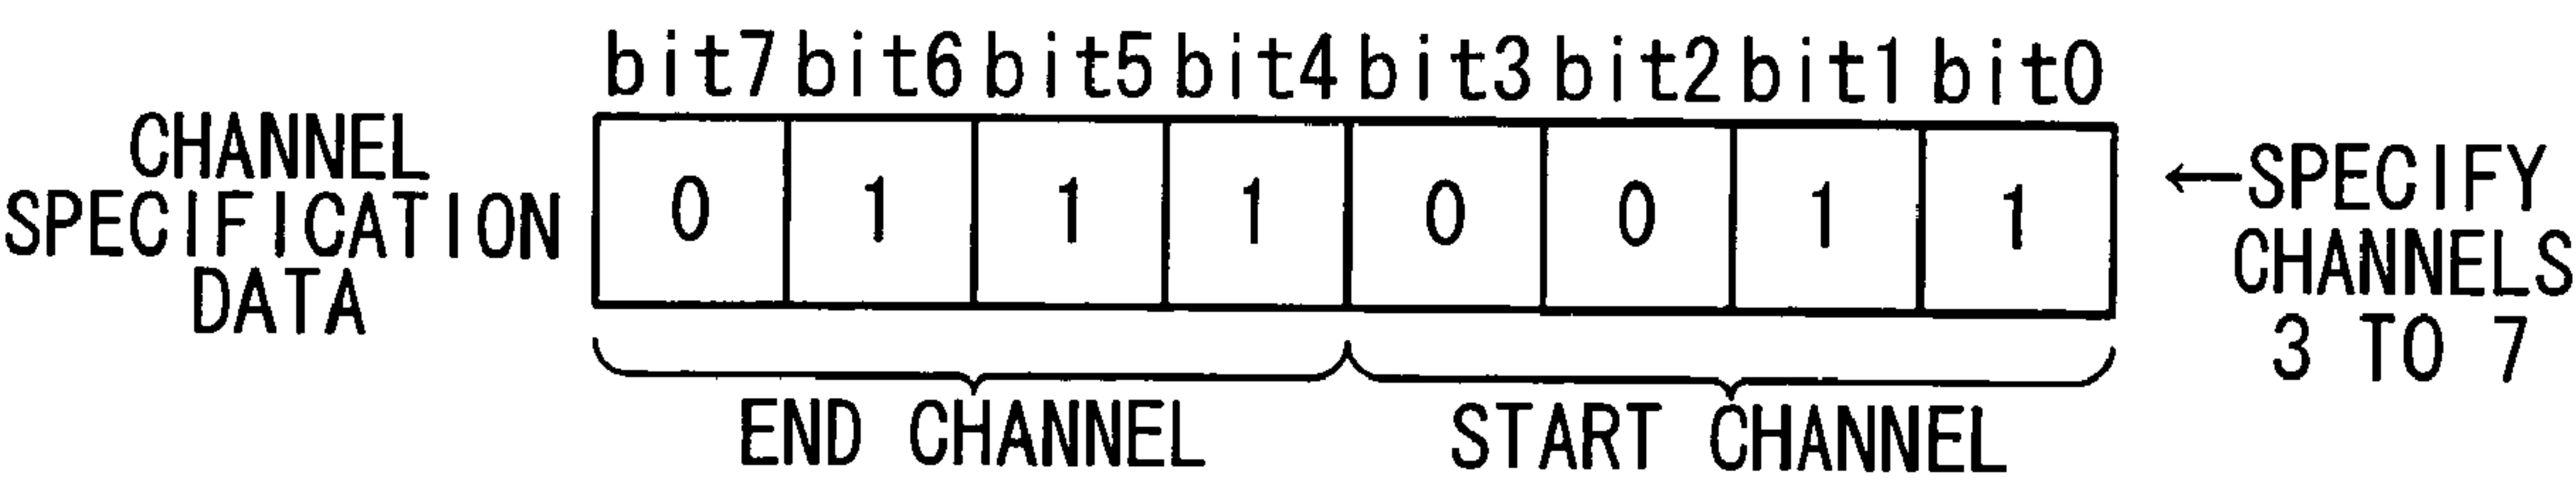 bit7 bit6 bit5 bit4 bit3 bit2 bit1 bit0
CHANNEL
SPECIFICATION
DATA
0 1 1 1 0 0 1 1
←SPECIFY
CHANNELS
3 TO 7
END CHANNEL START CHANNEL